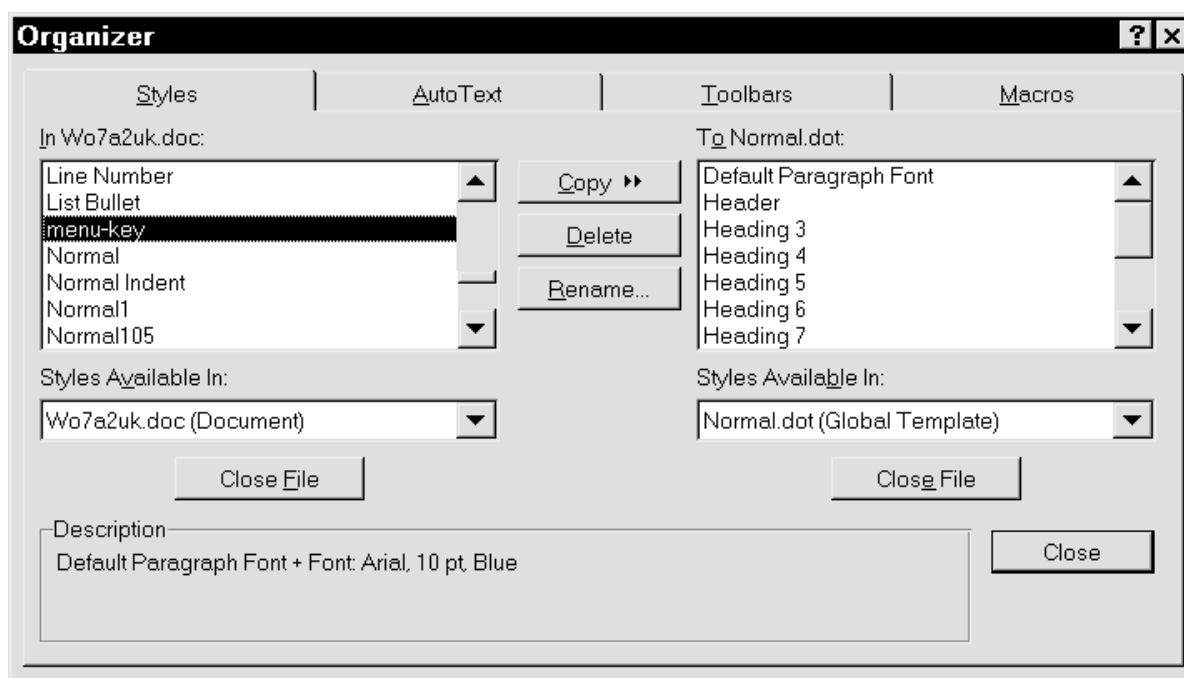 Organizer
Styles AutoText Toolbars Macros
In Wo7a2uk.doc:
Line Number
List Bullet
menu-key
Normal
Normal Indent
Normal1
Normal105
Copy
Delete
Rename...
To Normal.dot:
Default Paragraph Font
Header
Heading 3
Heading 4
Heading 5
Heading 6
Heading 7
Styles Available In:
Wo7a2uk.doc (Document)
Close File
Styles Available In:
Normal.dot (Global Template)
Close File
Description
Default Paragraph Font + Font: Arial, 10 pt, Blue
Close